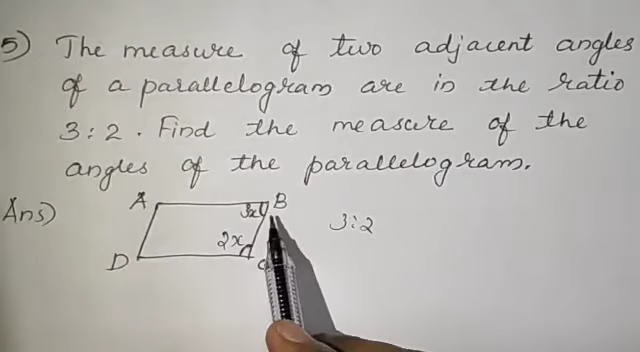 5) The measure of two adjacent angles
of a parallelogram are in the ratio
3:2. Find the measure of the
angles of the parallelogram.
Ans)
A B
3x
3:2
2x
D C